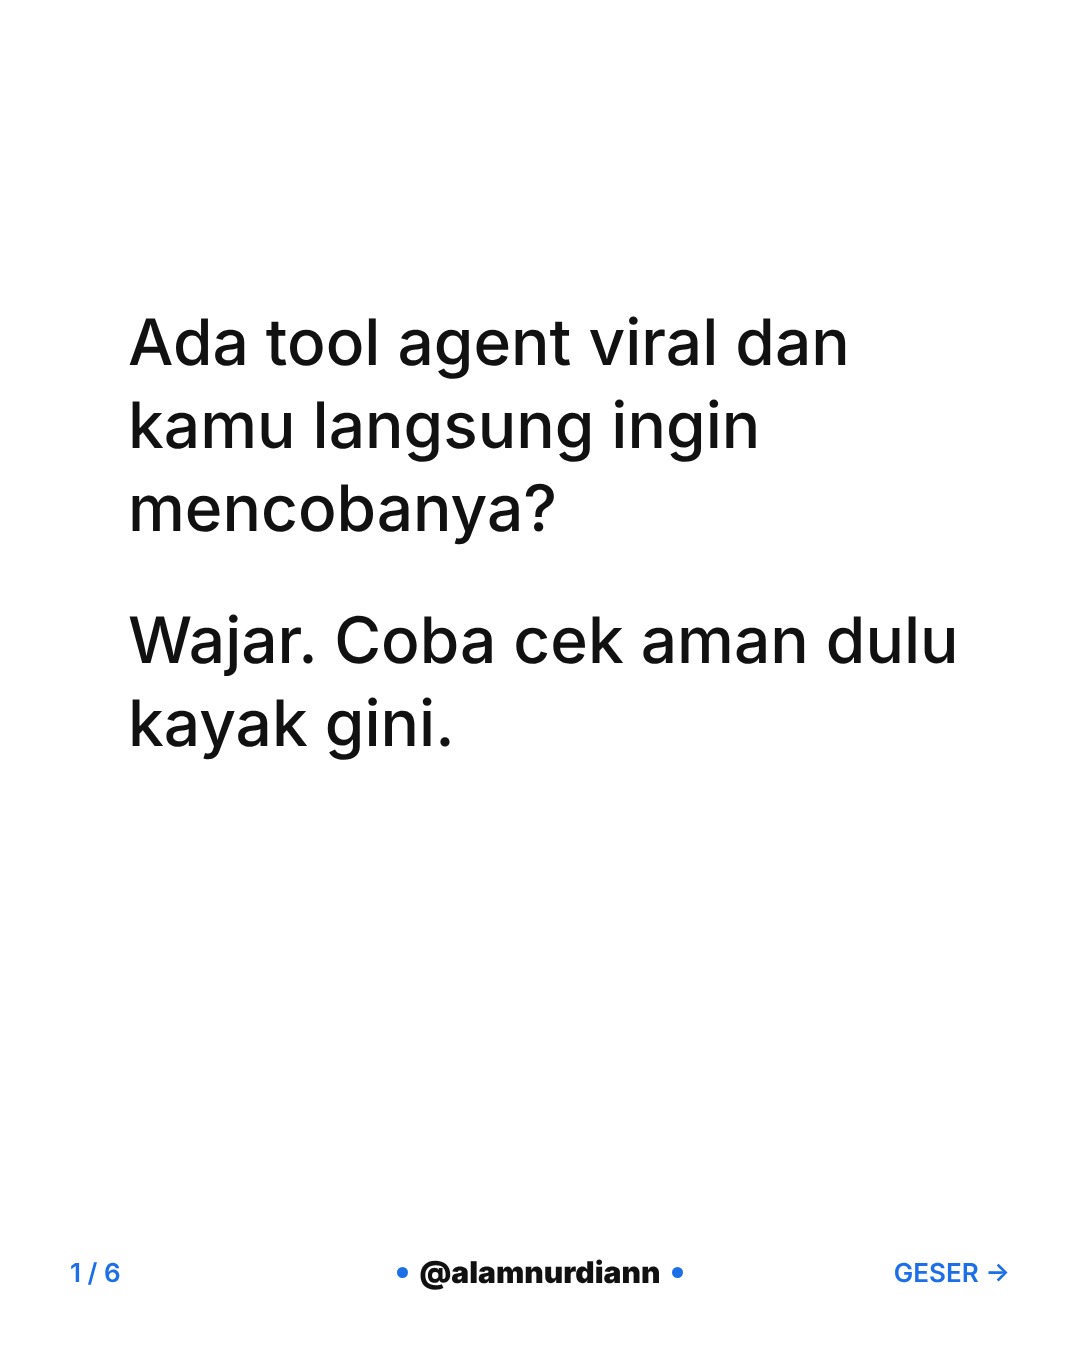 Ada tool agent viral dan
kamu langsung ingin
mencobanya?
Wajar. Coba cek aman dulu
kayak gini.
1 / 6
• @alamnurdiann •
GESER →